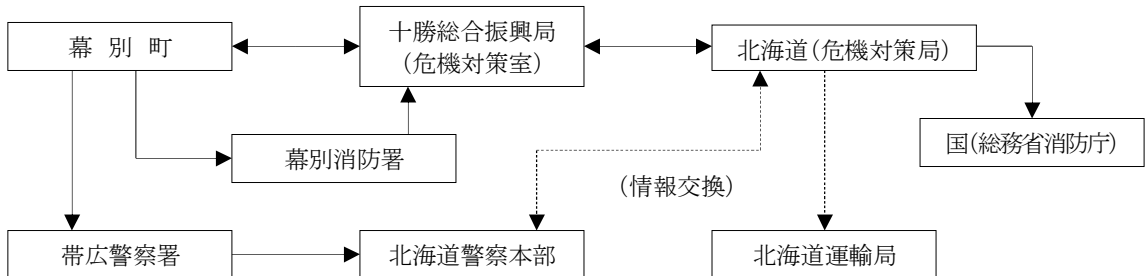 幕 別 町
十勝総合振興局
(危機対策室)
北海道(危機対策局)
幕別消防署
国(総務省消防庁)
(情報交換)
帯広警察署
北海道警察本部
北海道運輸局